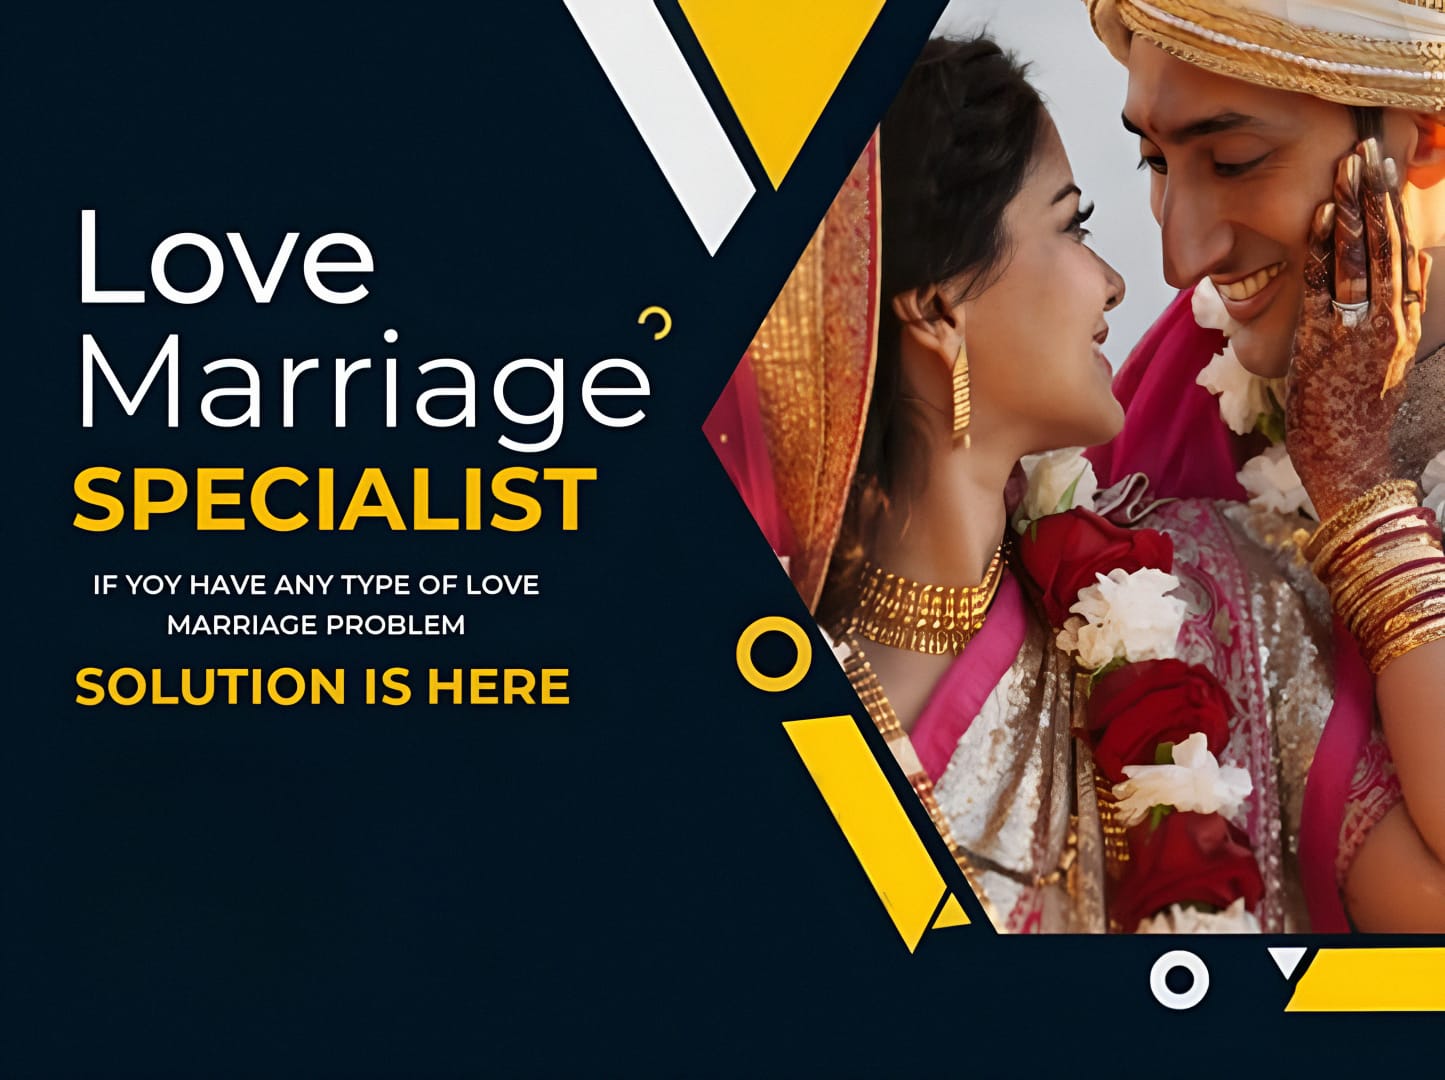 Love
Marriage
SPECIALIST
IF YOY HAVE ANY TYPE OF LOVE
MARRIAGE PROBLEM
SOLUTION IS HERE